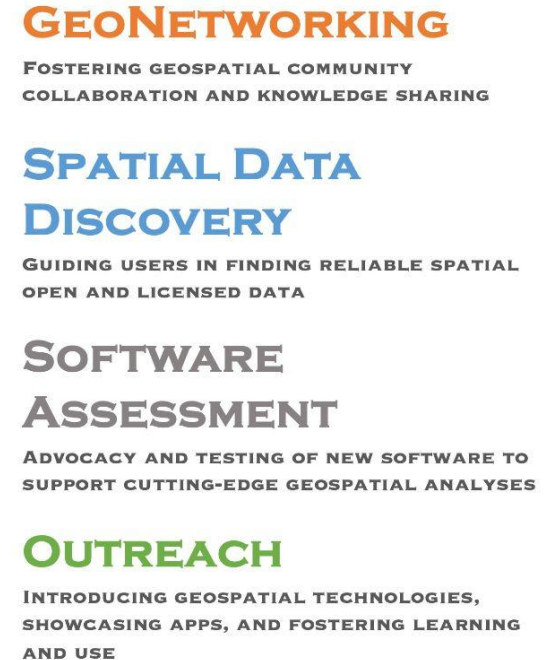 GeoNetworking
Fostering geospatial community
collaboration and knowledge sharing
Spatial Data
Discovery
Guiding users in finding reliable spatial
open and licensed data
Software
Assessment
Advocacy and testing of new software to
support cutting-edge geospatial analyses
Outreach
Introducing geospatial technologies,
showcasing apps, and fostering learning
and use